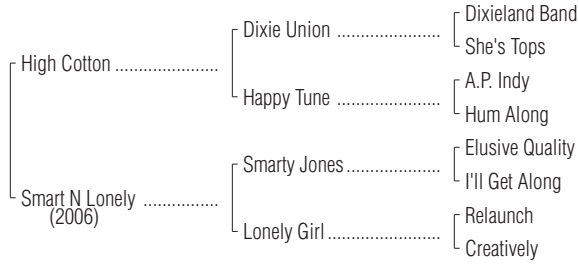 Dixieland Band
Dixie Union ..................
She's Tops
High Cotton ..................
A.P. Indy
Happy Tune ..................
Hum Along
Elusive Quality
Smarty Jones ................
I'll Get Along
Smart N Lonely .............
(2006)
Relaunch
Lonely Girl ...................
Creatively